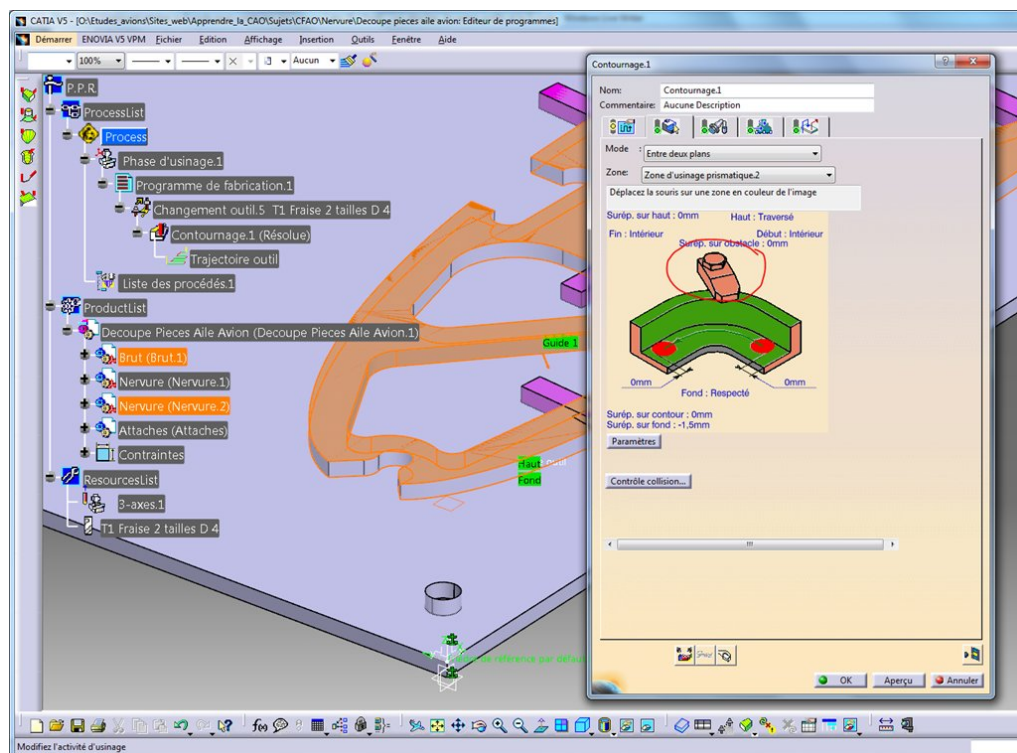 CATIA V5 - [O:\Etudes_avions\Sites_web\Apprendre_la_CAO\Sujets\CFAO\Nervure\Decoupe pieces aile avion: Editeur de programmes]
Démarrer ENOVIA V5 VPM Fichier Edition Affichage Insertion Outils Fenêtre Aide
100% Aucun
P.P.R.
ProcessList
Process
Phase d'usinage.1
Programme de fabrication.1
Changement outil.5 T1 Fraise 2 tailles D 4
Contournage.1 (Résolue)
Trajectoire outil
Liste des procédés.1
ProductList
Decoupe Pieces Aile Avion (Decoupe Pieces Aile Avion.1)
Brut (Brut.1)
Nervure (Nervure.1)
Nervure (Nervure.2)
Attaches (Attaches)
Contraintes
ResourcesList
3-axes.1
T1 Fraise 2 tailles D 4
Guide 1
Haut
Fond
de référence par défaut
Contournage.1
Nom: Contournage.1
Commentaire: Aucune Description
Mode : Entre deux plans
Zone: Zone d'usinage prismatique.2
Déplacez la souris sur une zone en couleur de l'image
Surép. sur haut : 0mm Haut : Traversé
Fin : Intérieur Début : Intérieur
Surép. sur obstacle : 0mm
0mm 0mm
Fond : Respecté
Surép. sur contour : 0mm
Surép. sur fond : -1,5mm
Paramètres
Contrôle collision...
OK Aperçu Annuler
f(x)
Modifiez l'activité d'usinage